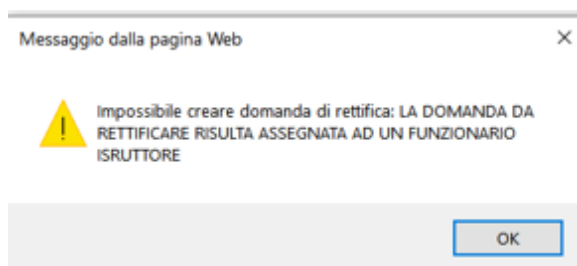 Messaggio dalla pagina Web
Impossibile creare domanda di rettifica: LA DOMANDA DA
RETTIFICARE RISULTA ASSEGNATA AD UN FUNZIONARIO
ISRUTTORE
OK